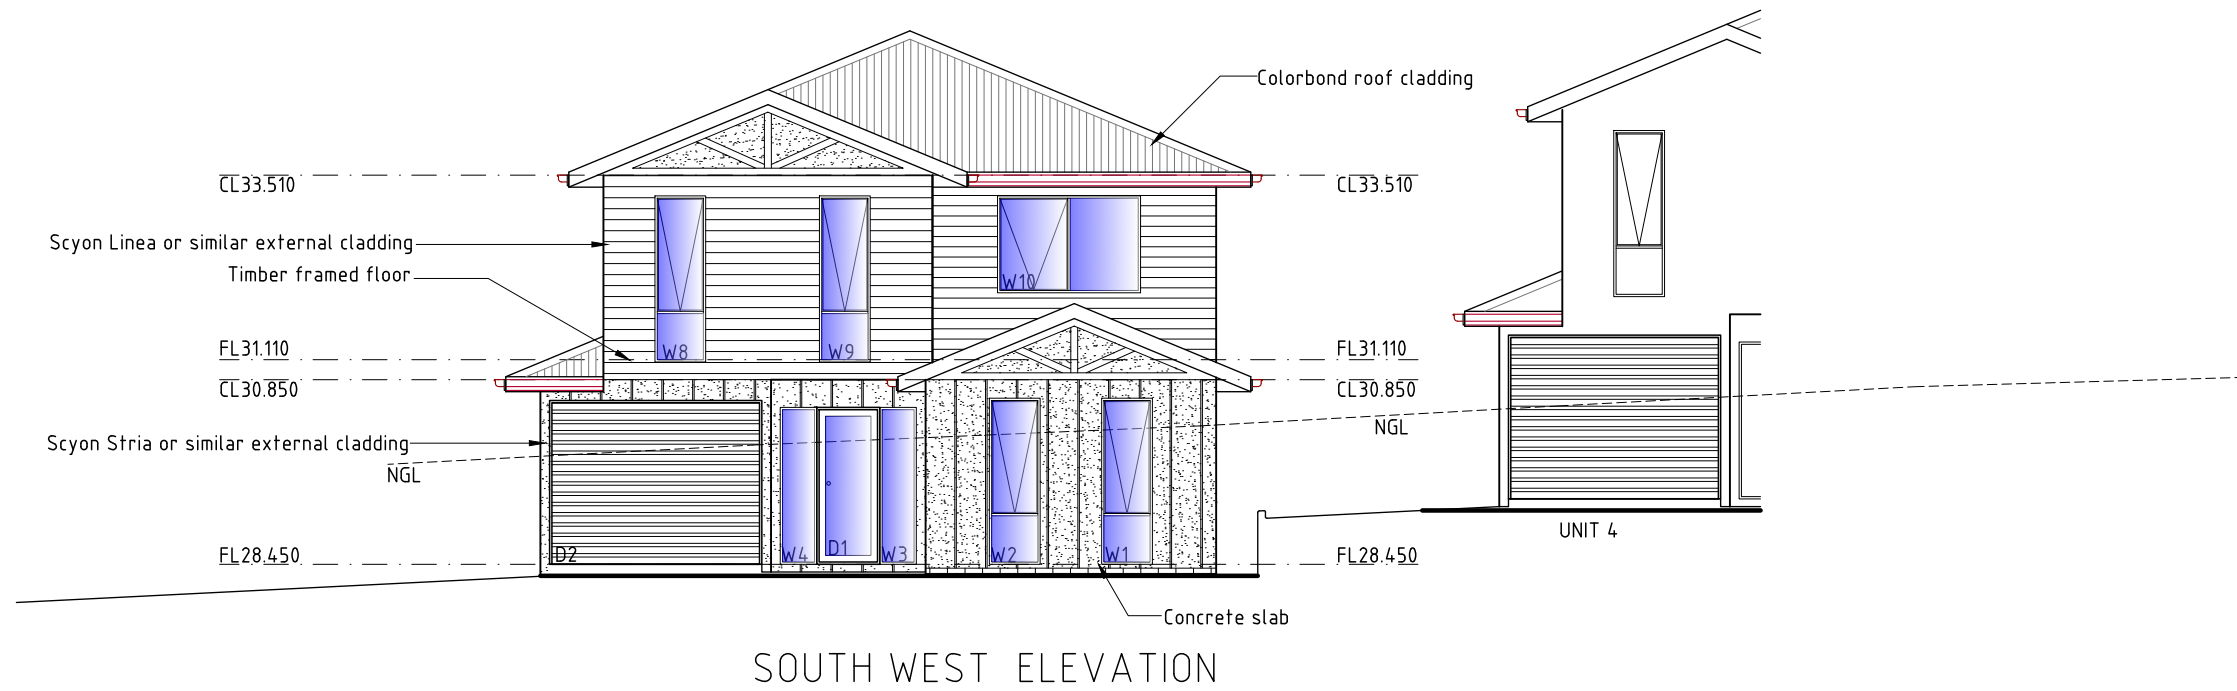 Colorbond roof cladding
CL33.510
CL33.510
Scyon Linea or similar external cladding
Timber framed floor
W10
FL31.110
W8
W9
FL31.110
CL30.850
CL30.850
NGL
Scyon Stria or similar external cladding
NGL
UNIT 4
FL28.450
D2
W4
D1
W3
W2
W1
FL28.450
Concrete slab
SOUTH WEST ELEVATION